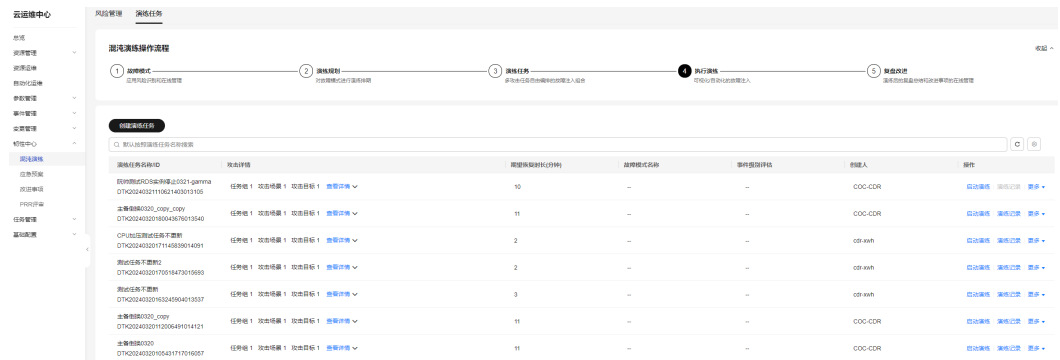 云运维中心
风险管理 演练任务
总览
资源管理
资源运维
自动化运维
参数管理
事件管理
变更管理
韧性中心
混沌演练
应急预案
改进事项
PRR评审
任务管理
基础配置
混沌演练操作流程
收起
1 故障模式
应用风险识别和在线管理
2 演练规划
对故障模式进行演练排期
3 演练任务
多攻击任务自由编排的故障注入组合
4 执行演练
可视化/自动化的故障注入
5 复盘改进
演练后的复盘总结和改进事项的在线管理
创建演练任务
默认按照演练任务名称搜索
演练任务名称/ID 攻击详情 期望恢复时长(分钟) 故障模式名称 事件级别评估 创建人 操作
阮帅测试RDS实例停止0321-gamma
DTK20240321110621403013105
任务组 1 攻击场景 1 攻击目标 1 查看详情 10 -- -- COC-CDR 启动演练 演练记录 更多
主备倒换0320_copy_copy
DTK20240320180043676013540
任务组 1 攻击场景 1 攻击目标 1 查看详情 11 -- -- COC-CDR 启动演练 演练记录 更多
CPU加压测试任务不更新
DTK20240320171145839014091
任务组 1 攻击场景 1 攻击目标 1 查看详情 2 -- -- cdr-xwh 启动演练 演练记录 更多
测试任务不更新2
DTK20240320170518473015693
任务组 1 攻击场景 1 攻击目标 1 查看详情 2 -- -- cdr-xwh 启动演练 演练记录 更多
测试任务不更新
DTK20240320163245904013537
任务组 1 攻击场景 1 攻击目标 1 查看详情 3 -- -- cdr-xwh 启动演练 演练记录 更多
主备倒换0320_copy
DTK20240320112006491014121
任务组 1 攻击场景 1 攻击目标 1 查看详情 11 -- -- COC-CDR 启动演练 演练记录 更多
主备倒换0320
DTK20240320105431717016057
任务组 1 攻击场景 1 攻击目标 1 查看详情 11 -- -- COC-CDR 启动演练 演练记录 更多